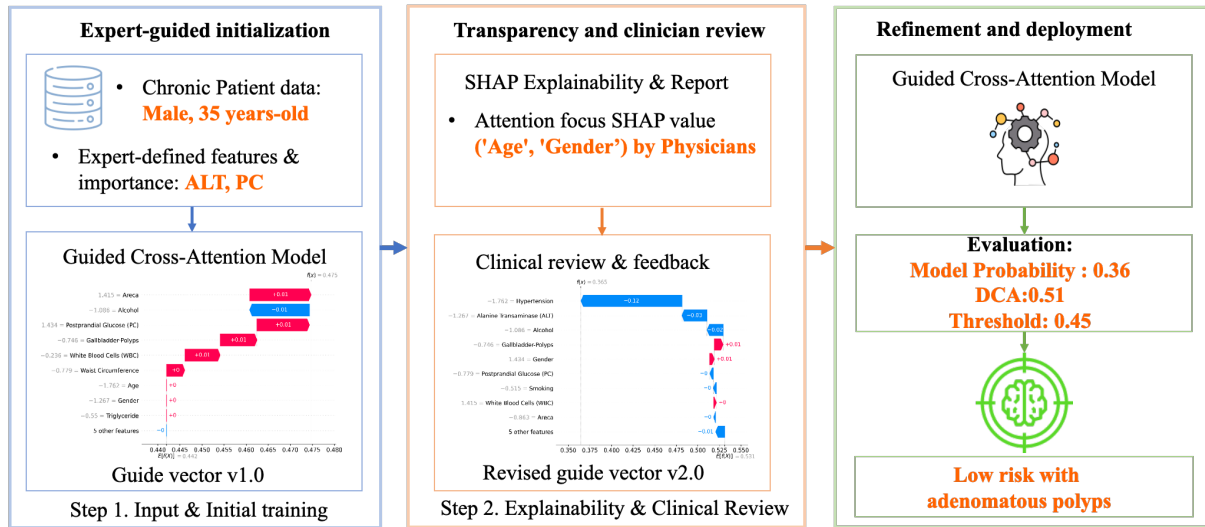 Expert-guided initialization
• Chronic Patient data:
Male, 35 years-old
• Expert-defined features &
importance: ALT, PC
Guided Cross-Attention Model
f(x) = 0.475
1.415 = Areca
+0.01
−1.086 = Alcohol
−0.01
1.434 = Postprandial Glucose (PC)
+0.01
−0.746 = Gallbladder-Polyps
+0.01
−0.236 = White Blood Cells (WBC)
+0.01
−0.779 = Waist Circumference
+0
−1.762 = Age
+0
−1.267 = Gender
+0
−0.55 = Triglyceride
+0
5 other features
−0
0.440 0.445 0.450 0.455 0.460 0.465 0.470 0.475 0.480
E[f(X)] = 0.442
Guide vector v1.0
Step 1. Input & Initial training
Transparency and clinician review
SHAP Explainability & Report
• Attention focus SHAP value
('Age', 'Gender’) by Physicians
Clinical review & feedback
f(x) = 0.365
−1.762 = Hypertension
−0.12
−1.267 = Alanine Transaminase (ALT)
−0.03
−1.086 = Alcohol
−0.02
−0.746 = Gallbladder-Polyps
+0.01
1.434 = Gender
+0.01
−0.779 = Postprandial Glucose (PC)
−0
−0.515 = Smoking
−0
1.415 = White Blood Cells (WBC)
−0
−0.863 = Areca
−0
5 other features
−0.01
0.350 0.375 0.400 0.425 0.450 0.475 0.500 0.525 0.550
E[f(X)] = 0.531
Revised guide vector v2.0
Step 2. Explainability & Clinical Review
Refinement and deployment
Guided Cross-Attention Model
Evaluation:
Model Probability : 0.36
DCA:0.51
Threshold: 0.45
Low risk with
adenomatous polyps